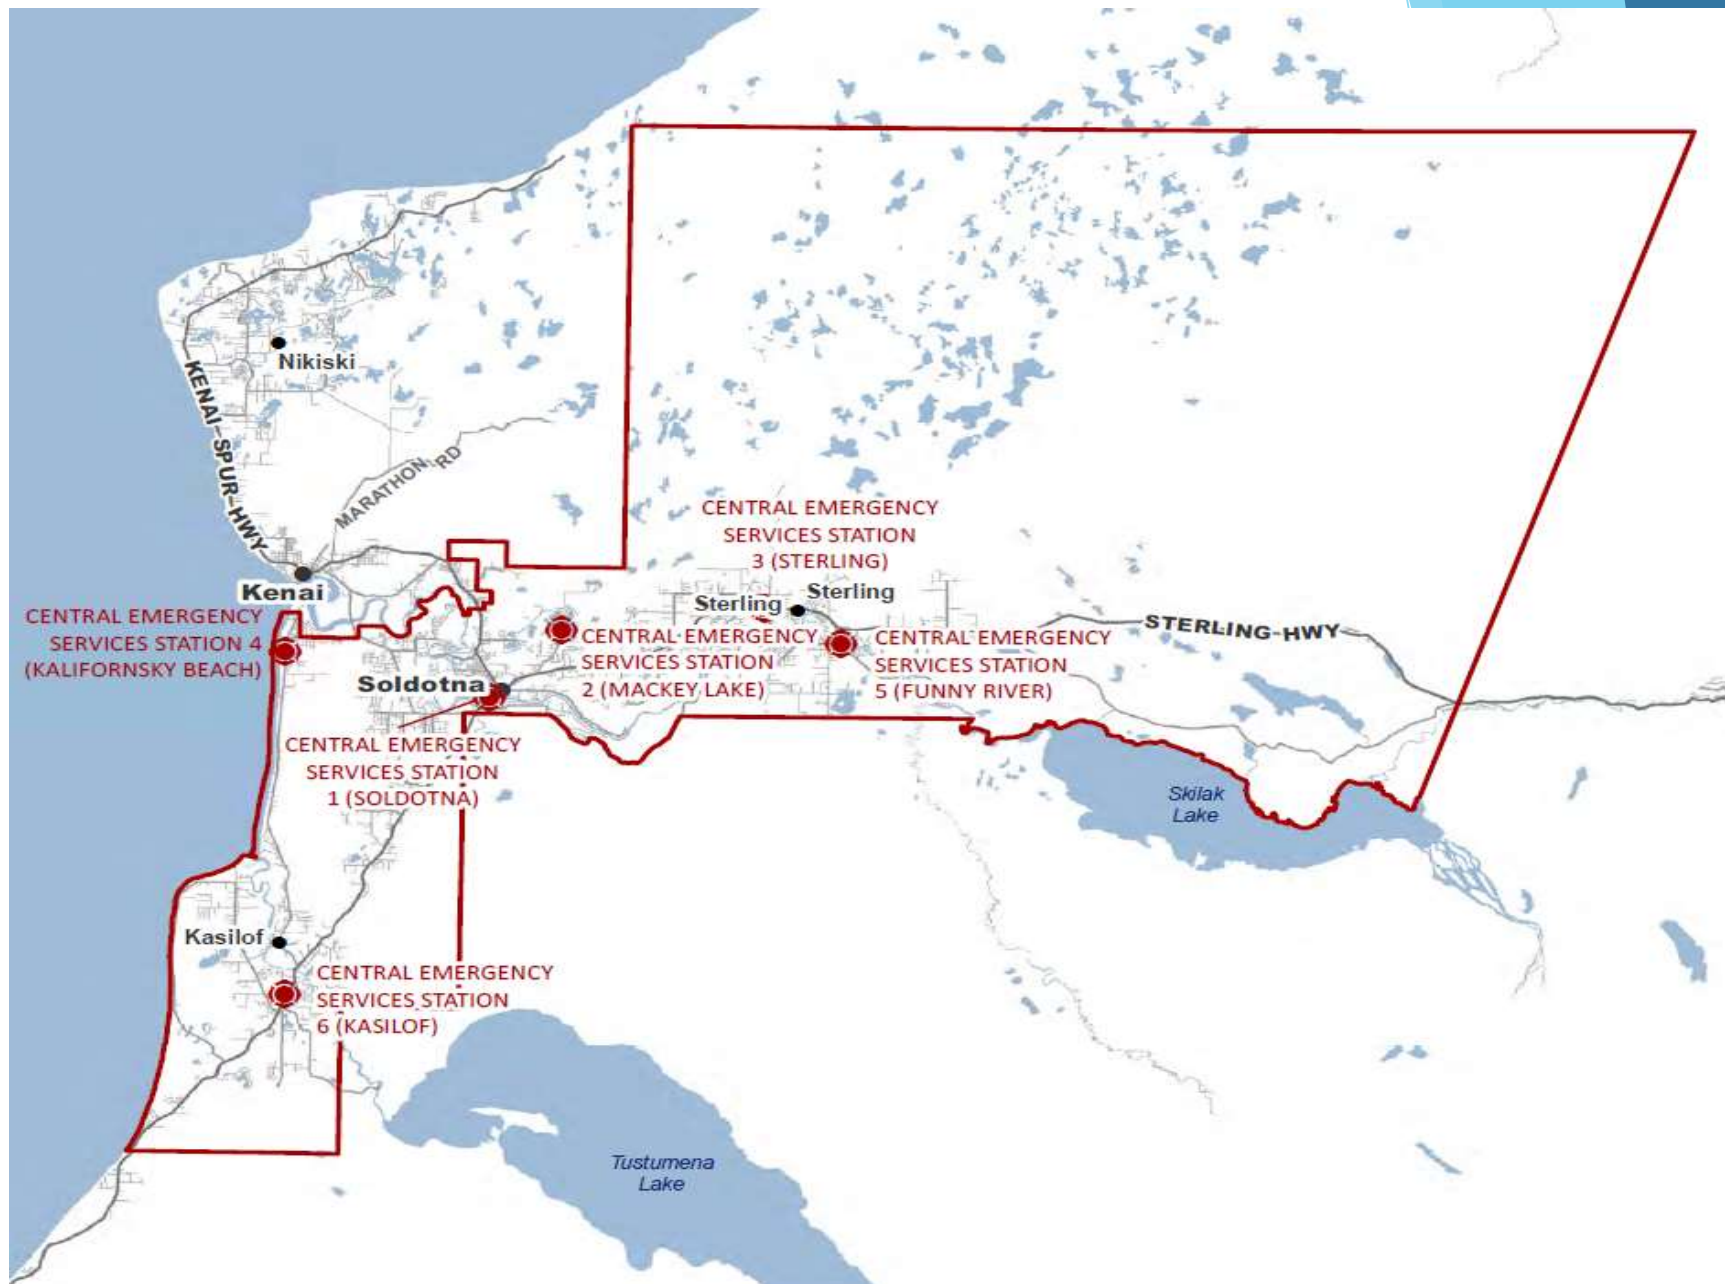 Nikiski
KENAI-SPUR-HWY
MARATHON RD
CENTRAL EMERGENCY
SERVICES STATION
3 (STERLING)
Kenai
Sterling
Sterling
CENTRAL EMERGENCY
SERVICES STATION 4
(KALIFORNSKY BEACH)
CENTRAL EMERGENCY
SERVICES STATION
2 (MACKEY LAKE)
CENTRAL EMERGENCY
SERVICES STATION
5 (FUNNY RIVER)
STERLING-HWY
Soldotna
CENTRAL EMERGENCY
SERVICES STATION
1 (SOLDOTNA)
Skilak
Lake
Kasilof
CENTRAL EMERGENCY
SERVICES STATION
6 (KASILOF)
Tustumena
Lake